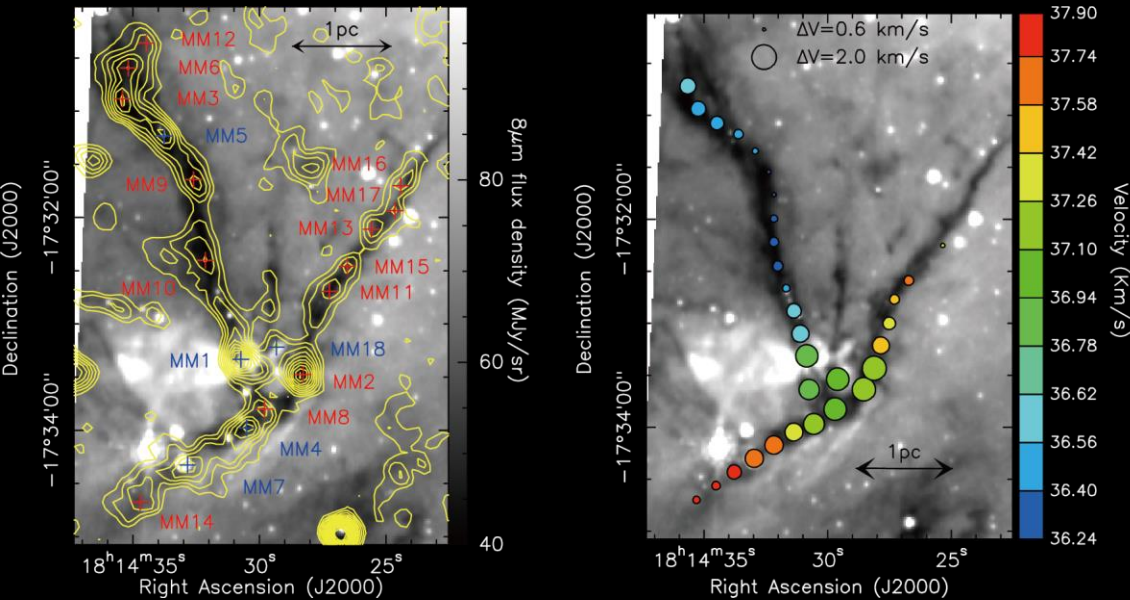 1pc
MM12
MM6
MM3
MM5
MM16
MM9
MM17
MM13
MM15
MM10
MM11
MM1
MM18
MM2
MM8
MM4
MM7
MM14
Declination (J2000)
−17°32'00"
−17°34'00"
18ʰ14ᵐ35ˢ
30ˢ
25ˢ
Right Ascension (J2000)
80
60
40
8μm flux density (MJy/sr)
ΔV=0.6 km/s
ΔV=2.0 km/s
1pc
Declination (J2000)
−17°32'00"
−17°34'00"
18ʰ14ᵐ35ˢ
30ˢ
25ˢ
Right Ascension (J2000)
37.90
37.74
37.58
37.42
37.26
37.10
36.94
36.78
36.62
36.56
36.40
36.24
Velocity (Km/s)